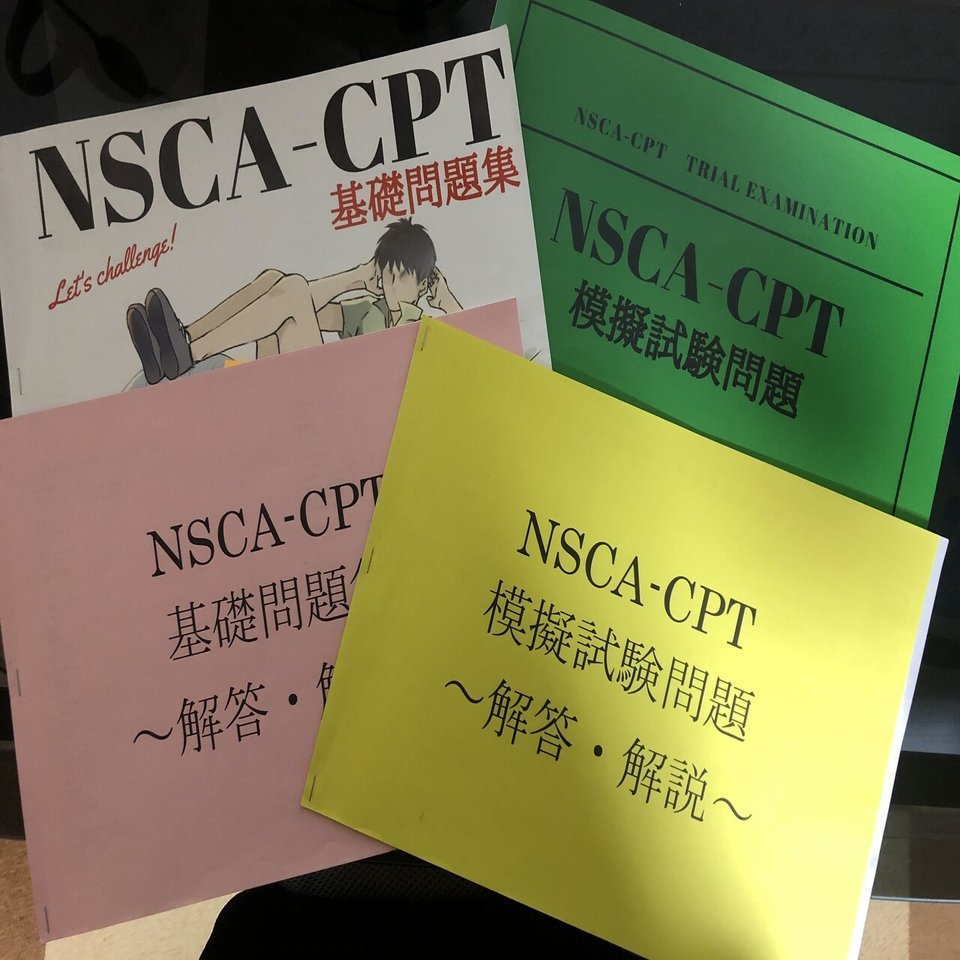 NSCA-CPT
基礎問題集
Let's challenge!
NSCA-CPT TRIAL EXAMINATION
NSCA-CPT
模擬試験問題
NSCA-CPT
基礎問題
～解答・
NSCA-CPT
模擬試験問題
～解答・解説～